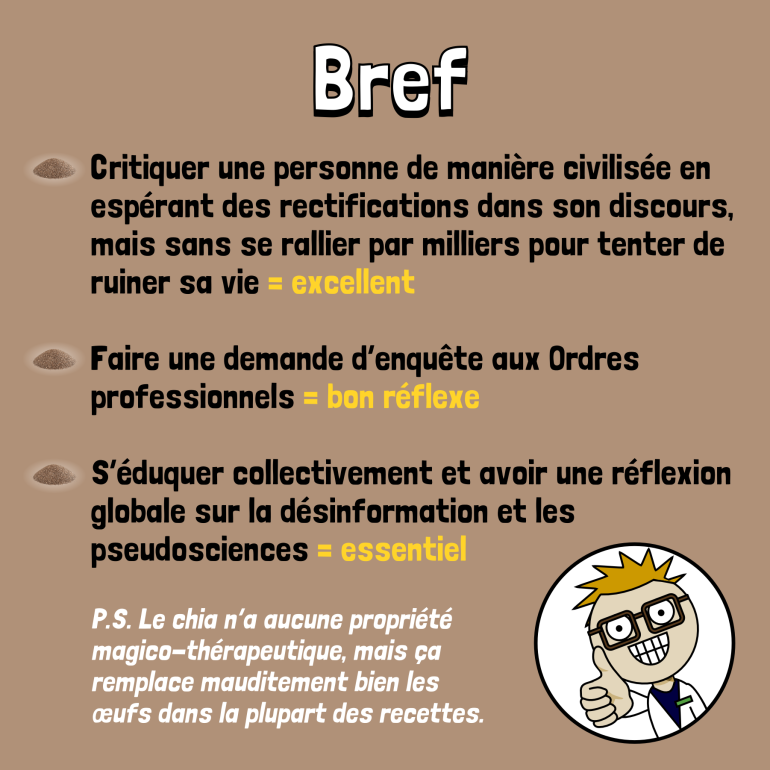 Bref
Critiquer une personne de manière civilisée en
espérant des rectifications dans son discours,
mais sans se rallier par milliers pour tenter de
ruiner sa vie = excellent
Faire une demande d'enquête aux Ordres
professionnels = bon réflexe
S'éduquer collectivement et avoir une réflexion
globale sur la désinformation et les
pseudosciences = essentiel
P.S. Le chia n'a aucune propriété
magico-thérapeutique, mais ça
remplace mauditement bien les
œufs dans la plupart des recettes.